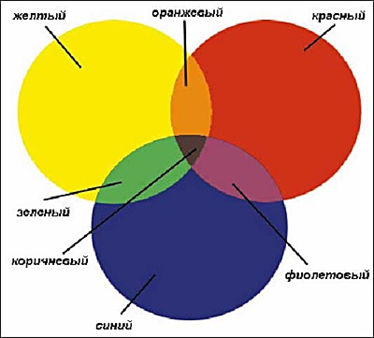 желтый
оранжевый
красный
зеленый
коричневый
фиолетовый
синий